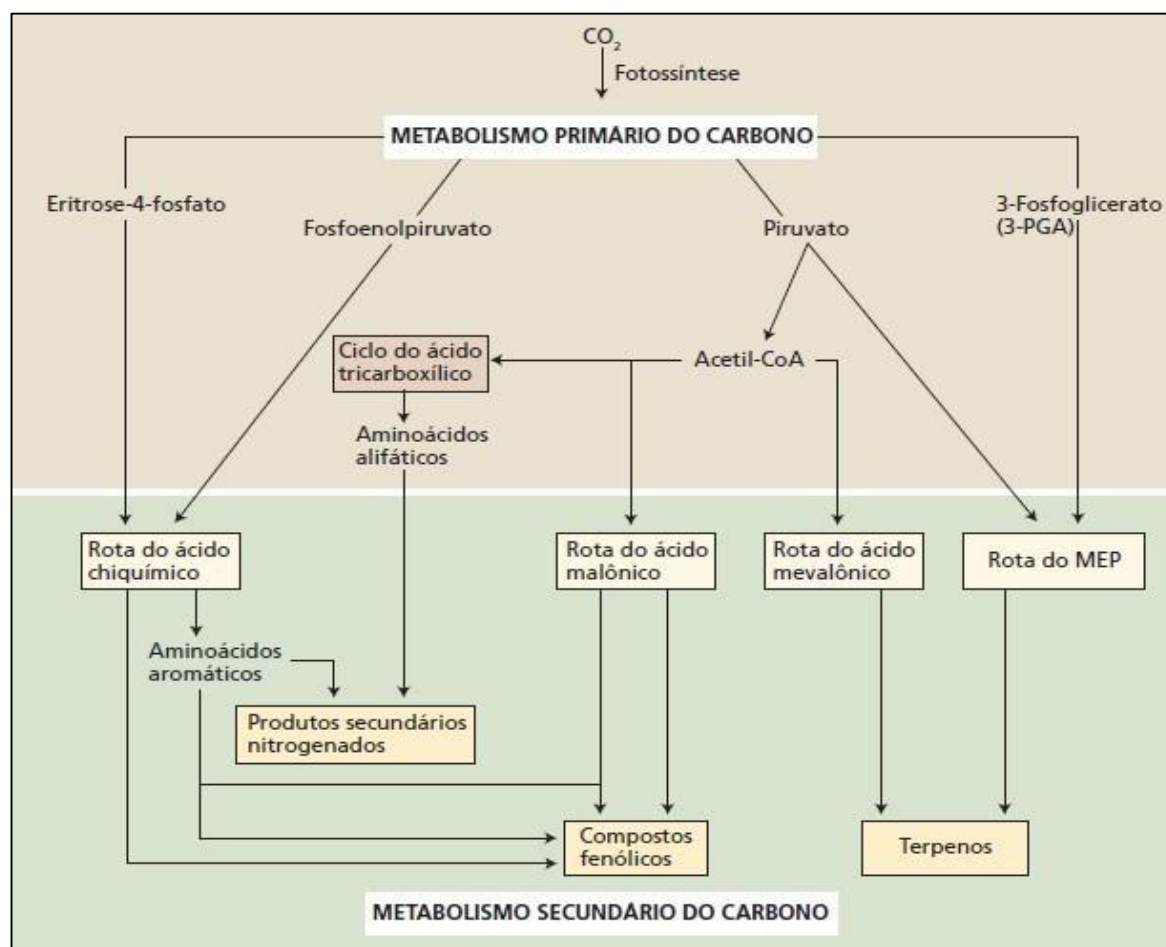 CO2
Fotossíntese
METABOLISMO PRIMÁRIO DO CARBONO
Eritrose-4-fosfato
Fosfoenolpiruvato
Piruvato
3-Fosfoglicerato
(3-PGA)
Ciclo do ácido
tricarboxílico
Acetil-CoA
Aminoácidos
alifáticos
Rota do ácido
chiquímico
Rota do ácido
malônico
Rota do ácido
mevalônico
Rota do MEP
Aminoácidos
aromáticos
Produtos secundários
nitrogenados
Compostos
fenólicos
Terpenos
METABOLISMO SECUNDÁRIO DO CARBONO